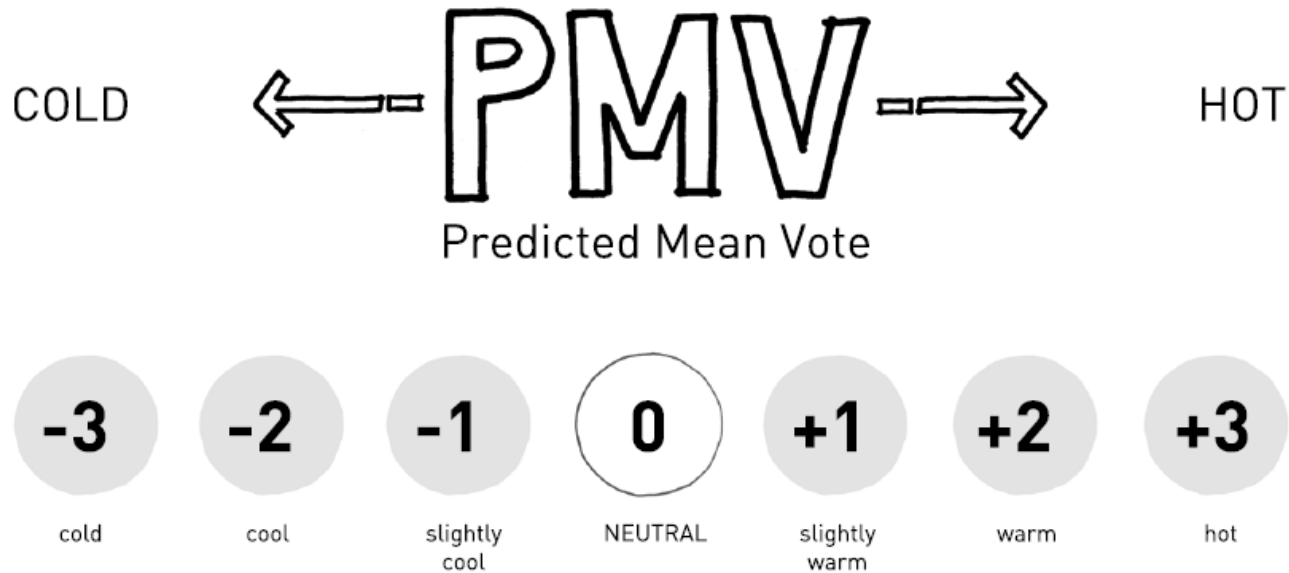 COLD PMV HOT
Predicted Mean Vote
-3 -2 -1 0 +1 +2 +3
cold cool slightly cool NEUTRAL slightly warm warm hot